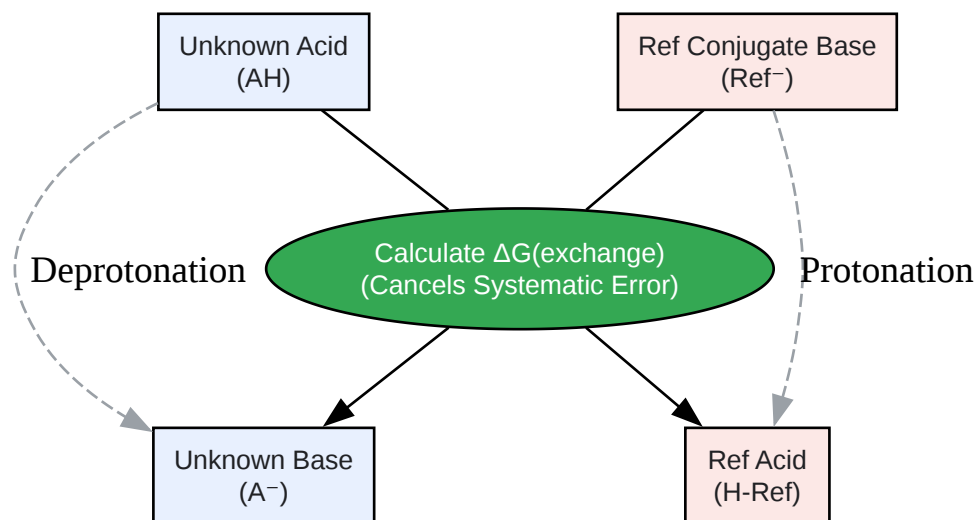 Unknown Acid
(AH)
Ref Conjugate Base
(Ref⁻)
Deprotonation
Calculate ΔG(exchange)
(Cancels Systematic Error)
Protonation
Unknown Base
(A⁻)
Ref Acid
(H-Ref)